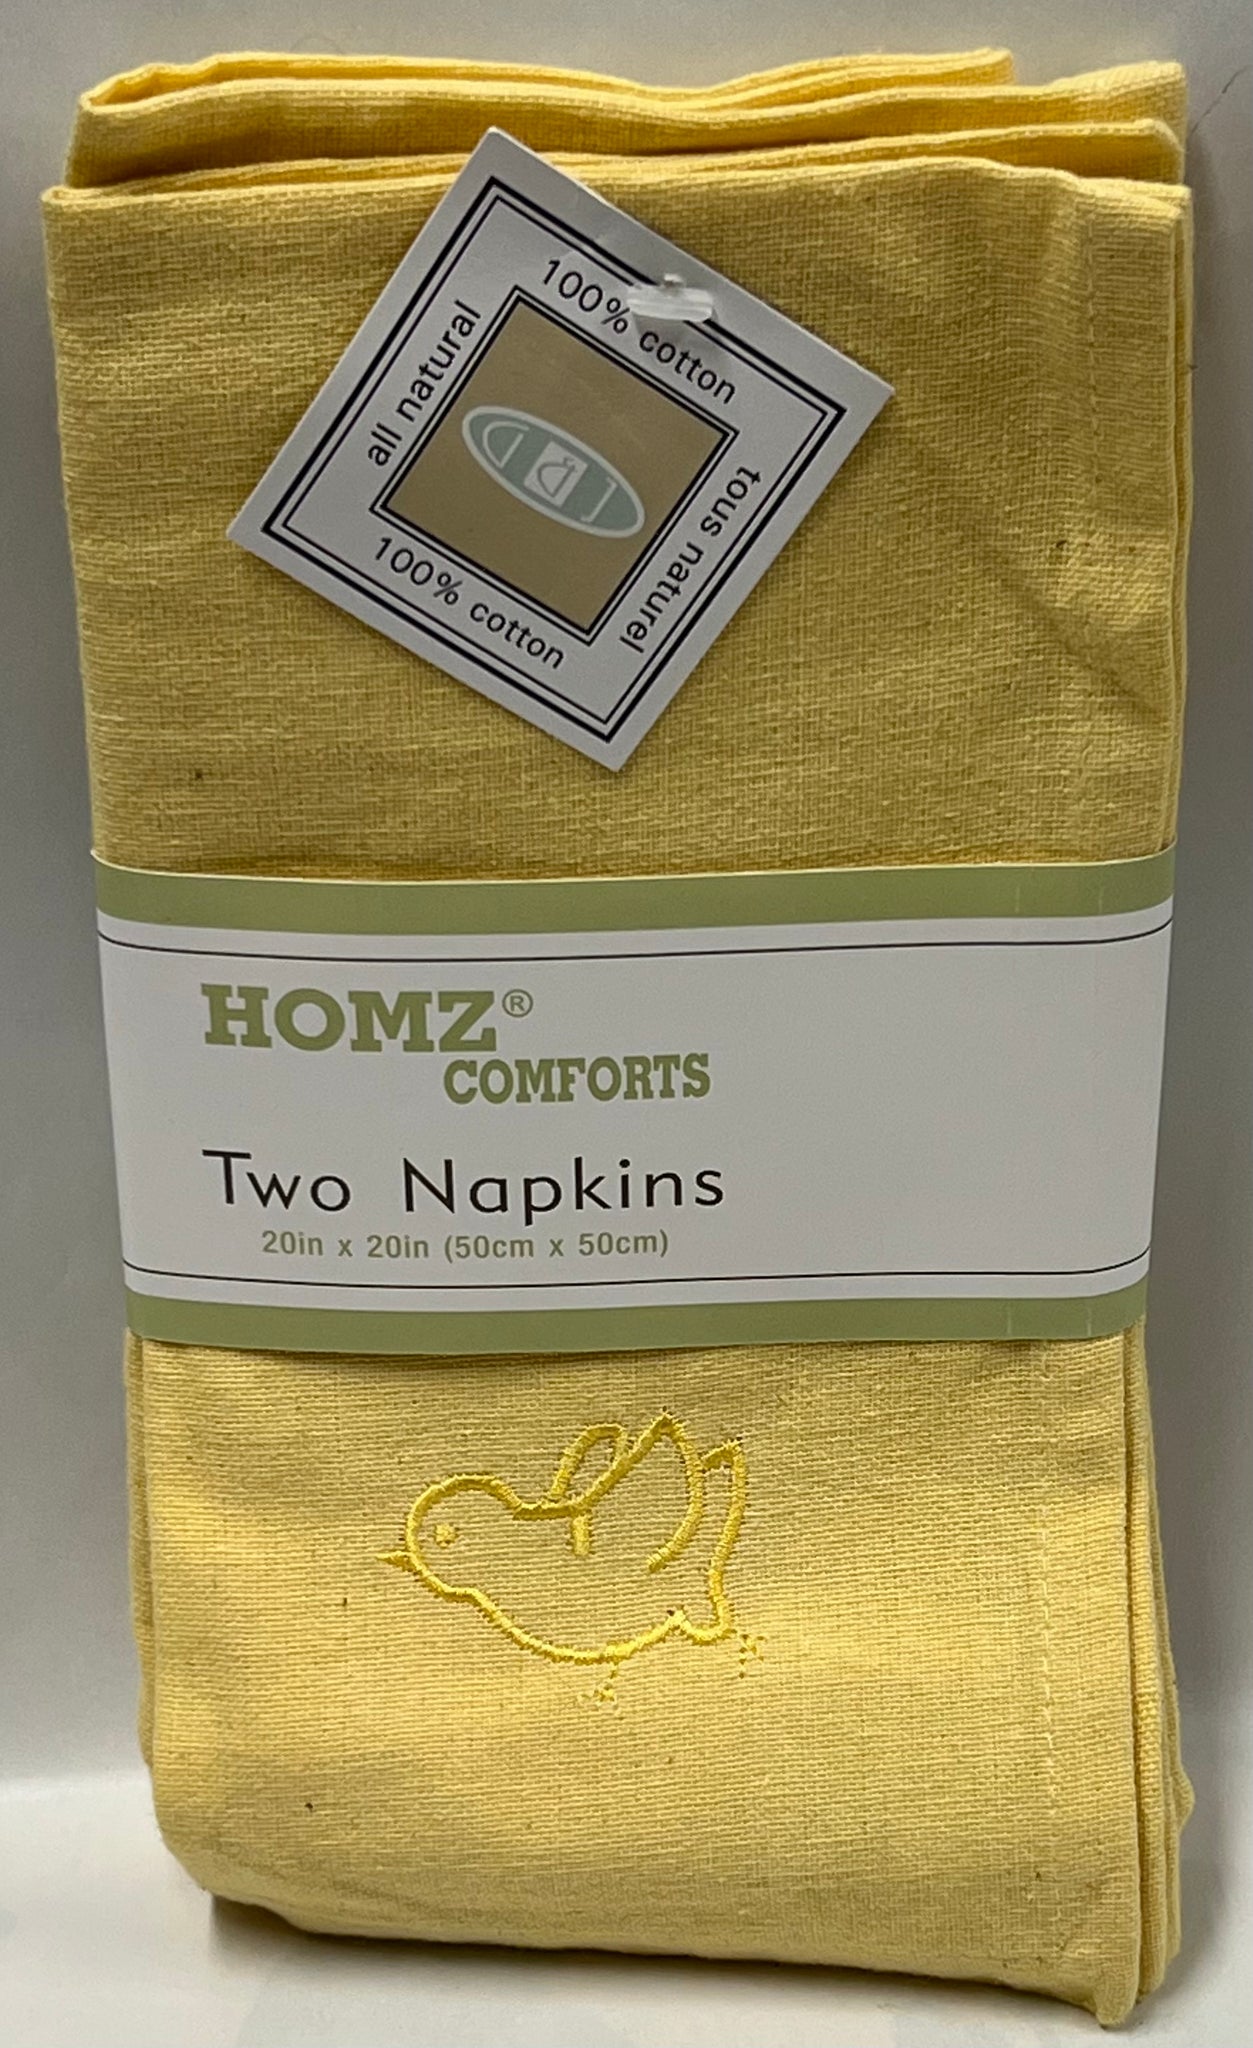 100% cotton
all natural
tous naturel
100% cotton
HOMZ®
COMFORTS
Two Napkins
20in x 20in (50cm x 50cm)